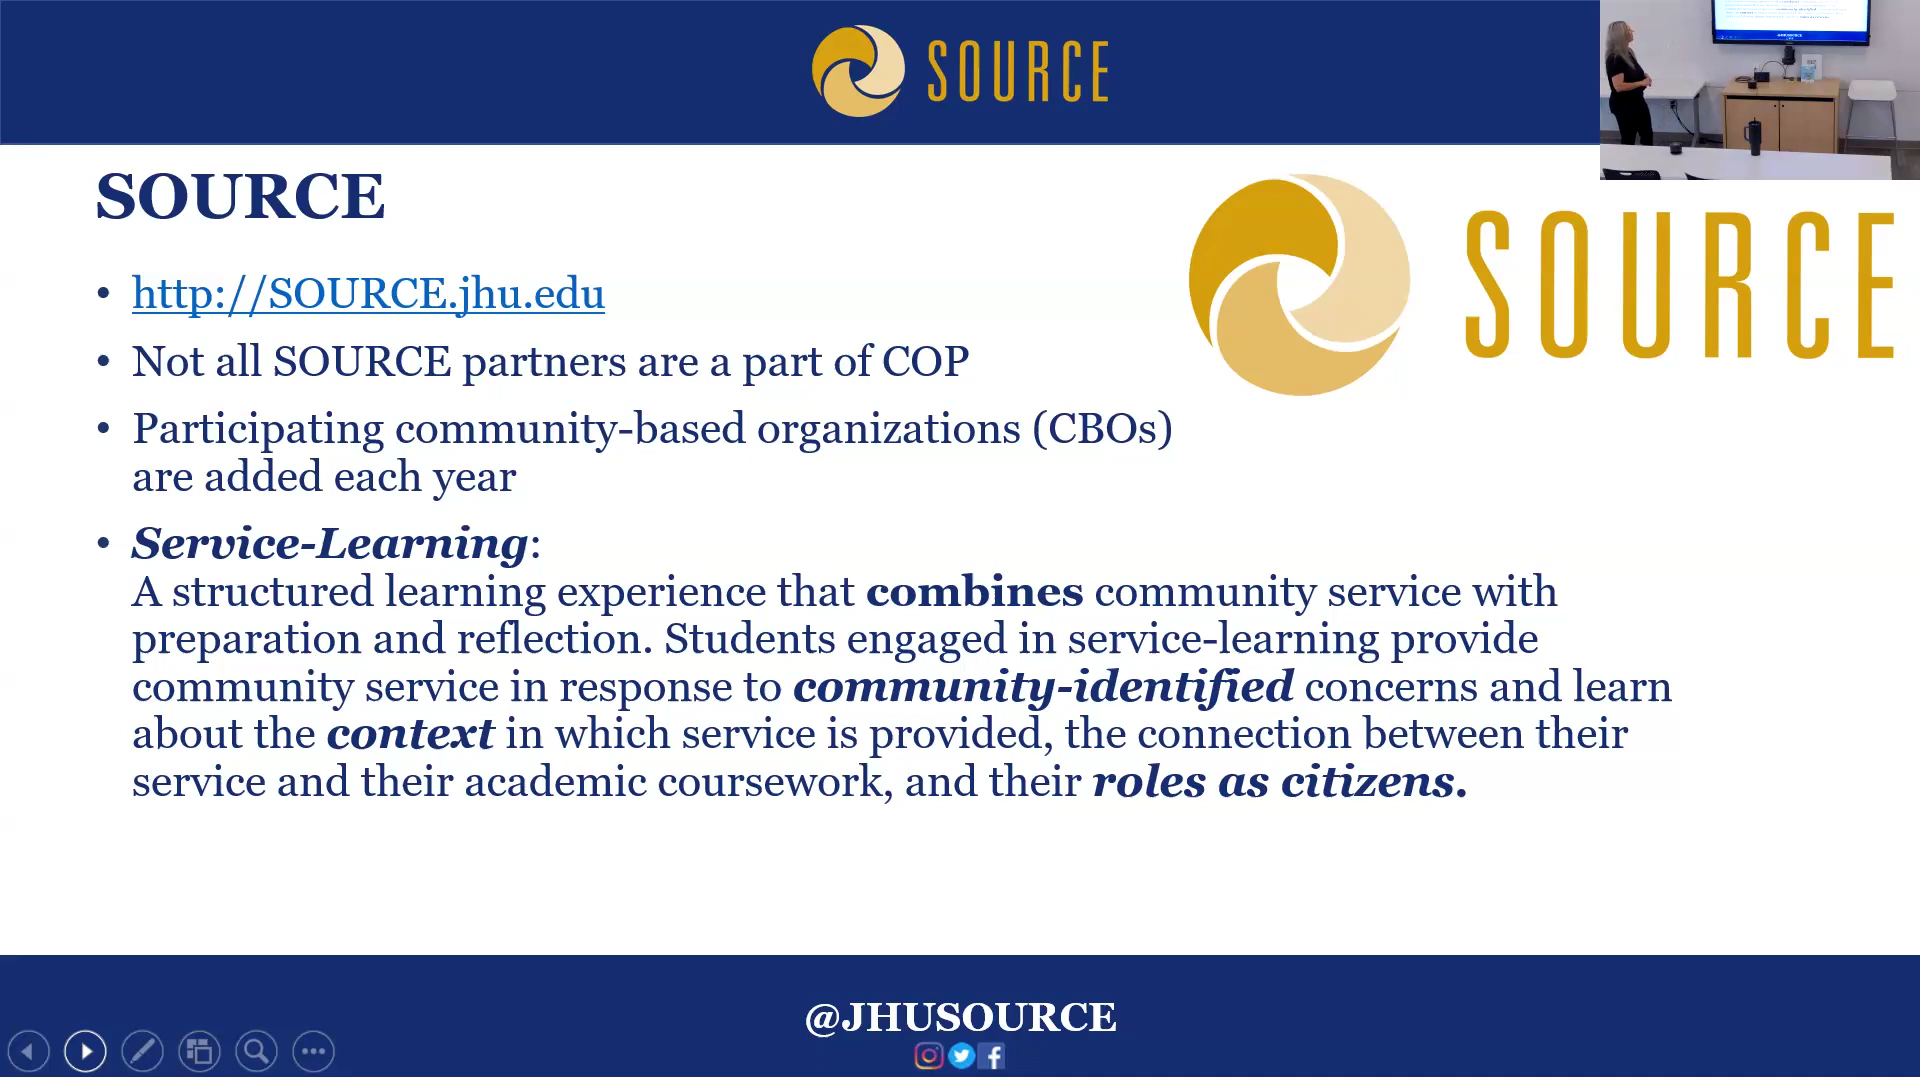 SOURCE
SOURCE
SOURCE
• http://SOURCE.jhu.edu
• Not all SOURCE partners are a part of COP
• Participating community-based organizations (CBOs)
are added each year
• Service-Learning:
A structured learning experience that combines community service with
preparation and reflection. Students engaged in service-learning provide
community service in response to community-identified concerns and learn
about the context in which service is provided, the connection between their
service and their academic coursework, and their roles as citizens.
@JHUSOURCE